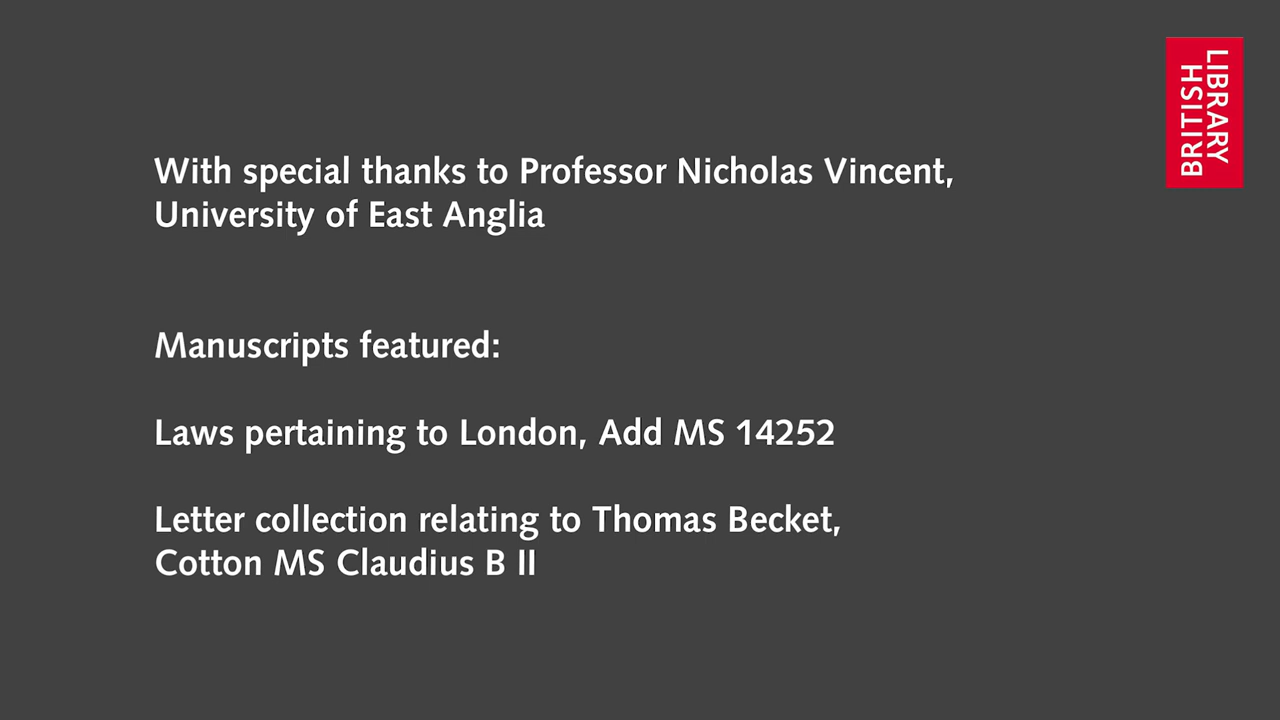 With special thanks to Professor Nicholas Vincent,
University of East Anglia
Manuscripts featured:
Laws pertaining to London, Add MS 14252
Letter collection relating to Thomas Becket,
Cotton MS Claudius B II
BRITISH
LIBRARY